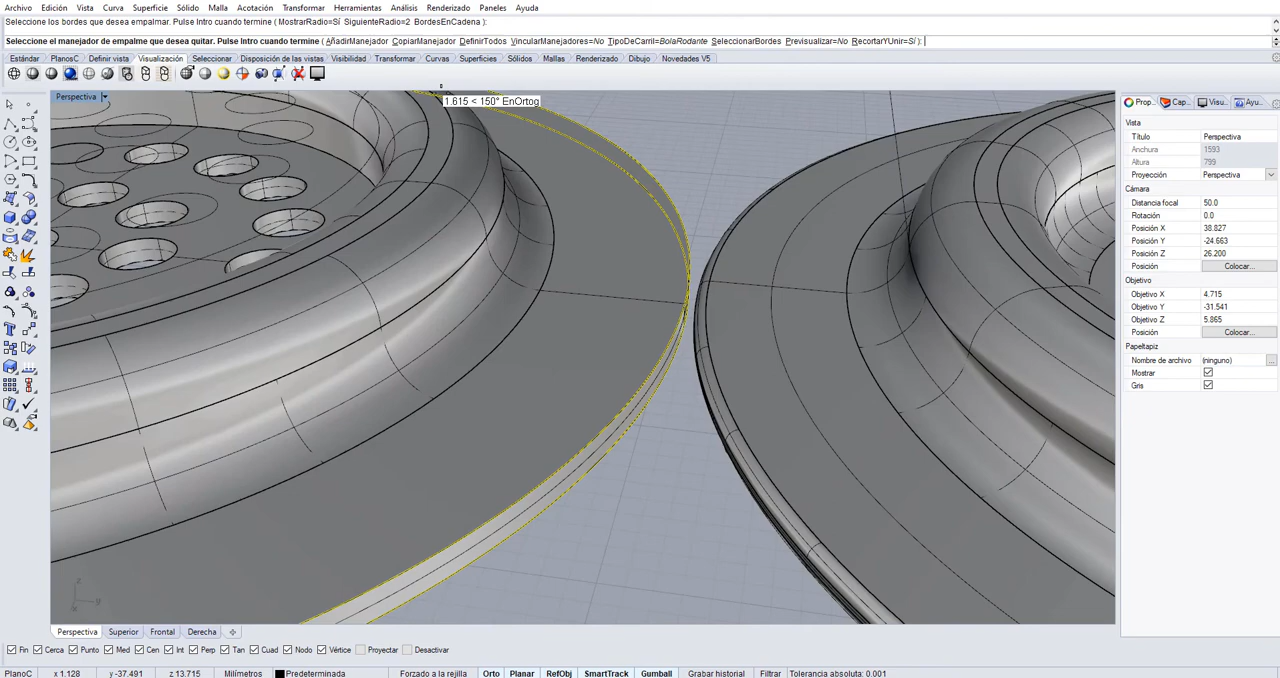 Archivo Edición Vista Curva Superficie Sólido Malla Acotación Transformar Herramientas Análisis Renderizado Paneles Ayuda
Seleccione los bordes que desea empalmar. Pulse Intro cuando termine ( MostrarRadio=Sí SiguienteRadio=2 BordesEnCadena ):
Seleccione el manejador de empalme que desea quitar. Pulse Intro cuando termine ( AñadirManejador CopiarManejador DefinirTodos VincularManejadores=No TipoDeCarril=BolaRodante SeleccionarBordes Previsualizar=No RecortarYUnir=Sí ):
Estándar PlanosC Definir vista Visualización Seleccionar Disposición de las vistas Visibilidad Transformar Curvas Superficies Sólidos Mallas Renderizado Dibujo Novedades V5
Perspectiva
1.615 < 150° EnOrtog
Prop... Cap... Visu... Ayu...
Vista
Título Perspectiva
Anchura 1593
Altura 799
Proyección Perspectiva
Cámara
Distancia focal 50.0
Rotación 0.0
Posición X 38.827
Posición Y -24.663
Posición Z 26.200
Posición Colocar...
Objetivo
Objetivo X 4.715
Objetivo Y -31.541
Objetivo Z 5.865
Posición Colocar...
Papeltapiz
Nombre de archivo (ninguno) ...
Mostrar
Gris
z
y
x
Perspectiva Superior Frontal Derecha
Fin Cerca Punto Med Cen Int Perp Tan Cuad Nodo Vértice Proyectar Desactivar
PlanoC x 1.128 y -37.491 z 13.715 Milímetros Predeterminada Forzado a la rejilla Orto Planar RefObj SmartTrack Gumball Grabar historial Filtrar Tolerancia absoluta: 0.001